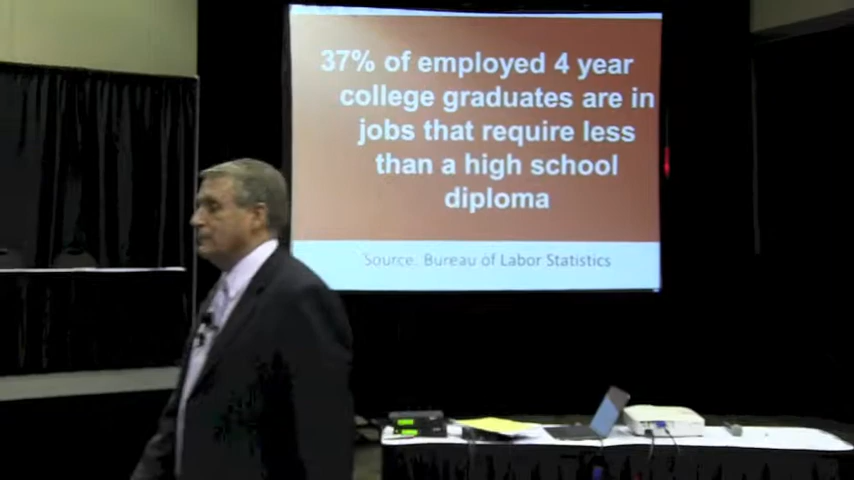 37% of employed 4 year
college graduates are in
jobs that require less
than a high school
diploma
Source: Bureau of Labor Statistics